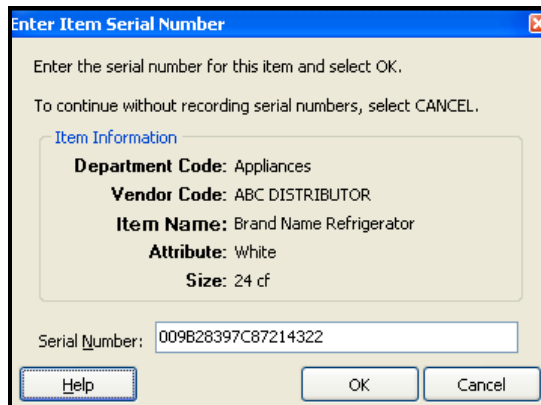 Enter Item Serial Number
Enter the serial number for this item and select OK.
To continue without recording serial numbers, select CANCEL.
Item Information
Department Code: Appliances
Vendor Code: ABC DISTRIBUTOR
Item Name: Brand Name Refrigerator
Attribute: White
Size: 24 cf
Serial Number: 009B28397C87214322
Help OK Cancel